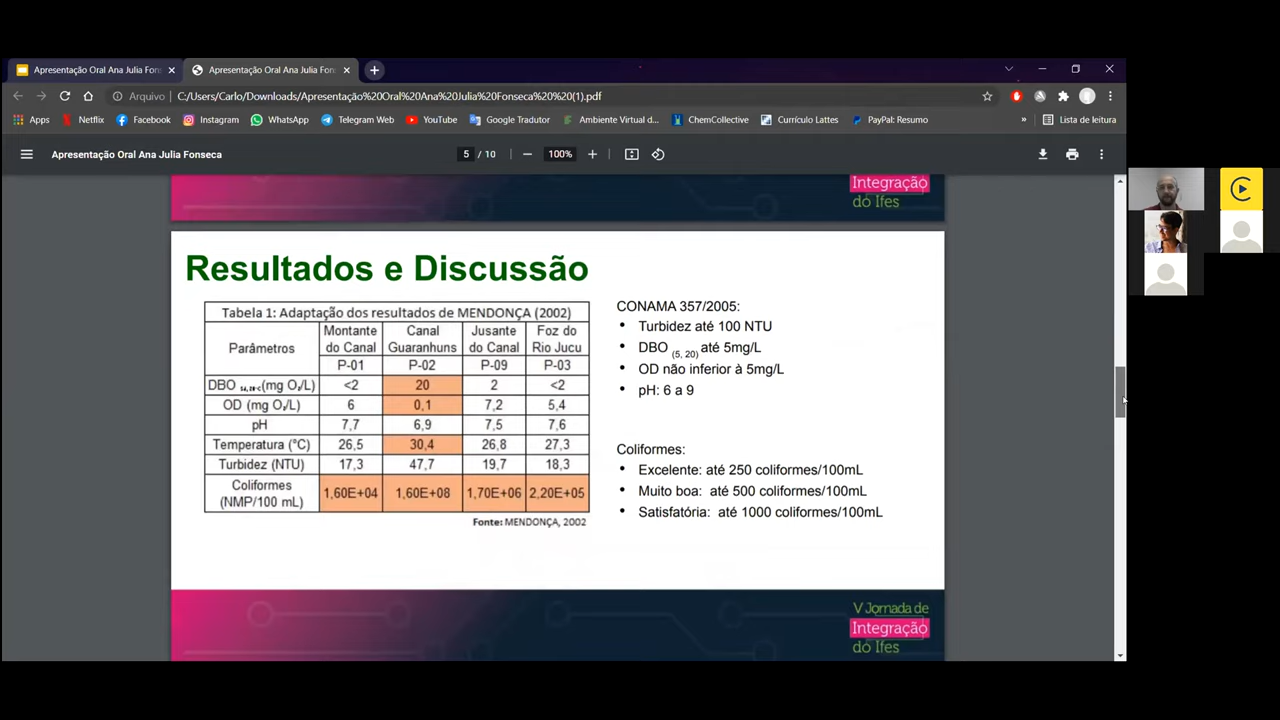 Apresentação Oral Ana Julia Fons
Apresentação Oral Ana Julia Fonse
Arquivo
C:/Users/Carlo/Downloads/Apresentação%20Oral%20Ana%20Julia%20Fonseca%20%20(1).pdf
Apps Netflix Facebook Instagram WhatsApp Telegram Web YouTube Google Tradutor Ambiente Virtual d... ChemCollective Currículo Lattes PayPal: Resumo » Lista de leitura
Apresentação Oral Ana Julia Fonseca
5 / 10 − 100% +
Integração
do Ifes
Resultados e Discussão
Tabela 1: Adaptação dos resultados de MENDONÇA (2002)
Parâmetros Montante do Canal Canal Guaranhuns Jusante do Canal Foz do Rio Jucu
P-01 P-02 P-09 P-03
DBO (mg O₂/L) <2 20 2 <2
OD (mg O₂/L) 6 0,1 7,2 5,4
pH 7,7 6,9 7,5 7,6
Temperatura (°C) 26,5 30,4 26,8 27,3
Turbidez (NTU) 17,3 47,7 19,7 18,3
Coliformes (NMP/100 mL) 1,60E+04 1,60E+08 1,70E+06 2,20E+05
Fonte: MENDONÇA, 2002
CONAMA 357/2005:
• Turbidez até 100 NTU
• DBO (5, 20) até 5mg/L
• OD não inferior à 5mg/L
• pH: 6 a 9
Coliformes:
• Excelente: até 250 coliformes/100mL
• Muito boa: até 500 coliformes/100mL
• Satisfatória: até 1000 coliformes/100mL
V Jornada de
Integração
do Ifes